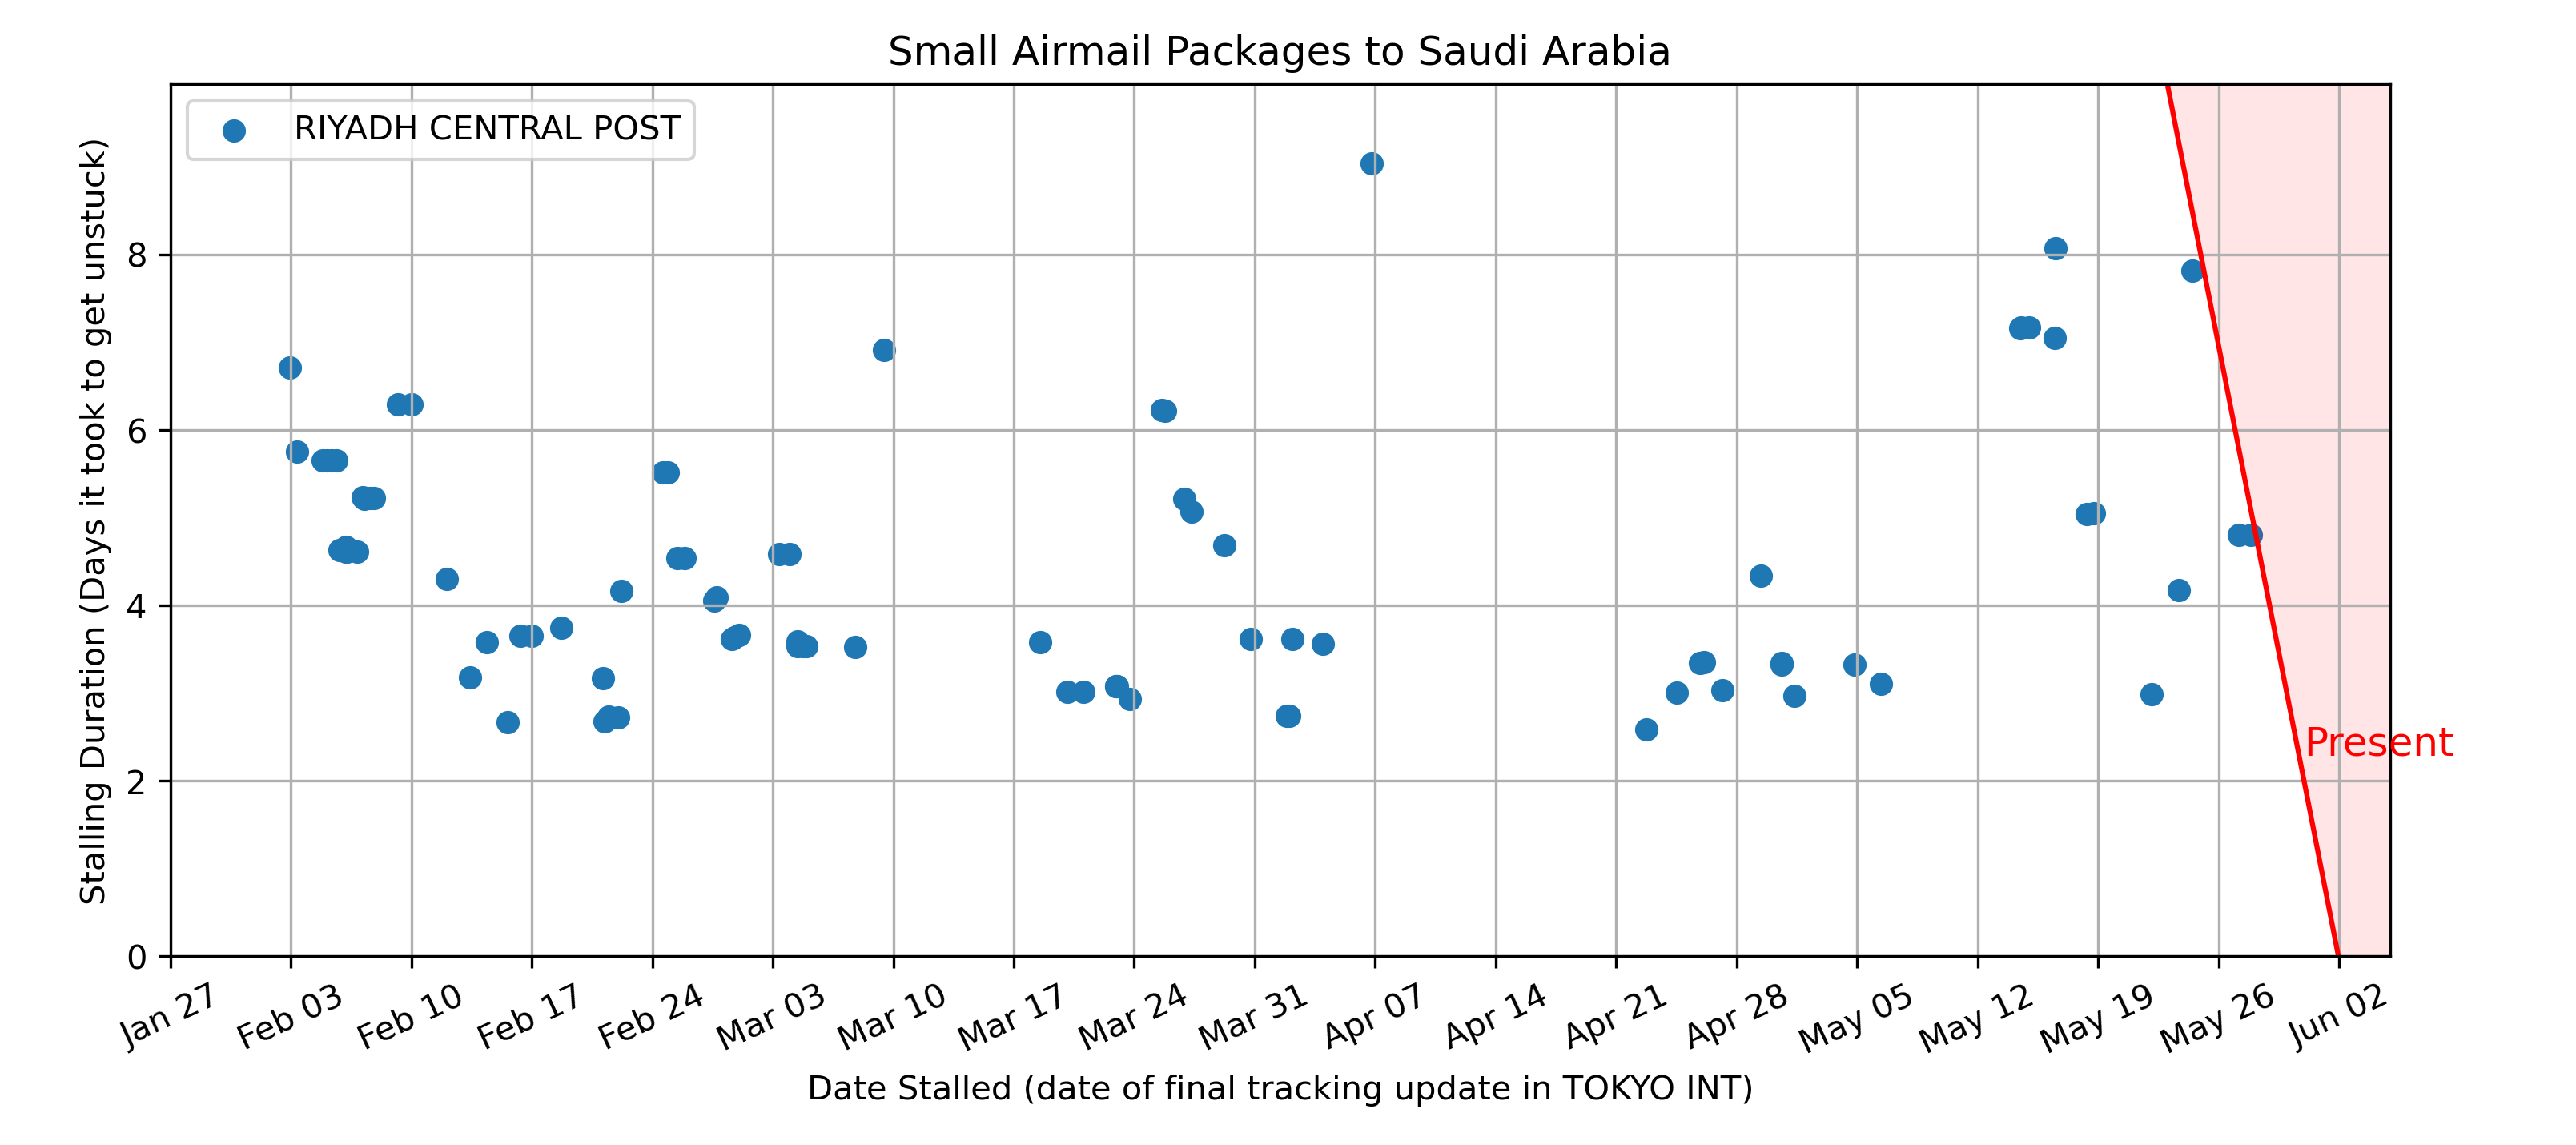 Small Airmail Packages to Saudi Arabia
RIYADH CENTRAL POST
Stalling Duration (Days it took to get unstuck)
8
6
4
2
0
Present
Jan 27
Feb 03
Feb 10
Feb 17
Feb 24
Mar 03
Mar 10
Mar 17
Mar 24
Mar 31
Apr 07
Apr 14
Apr 21
Apr 28
May 05
May 12
May 19
May 26
Jun 02
Date Stalled (date of final tracking update in TOKYO INT)